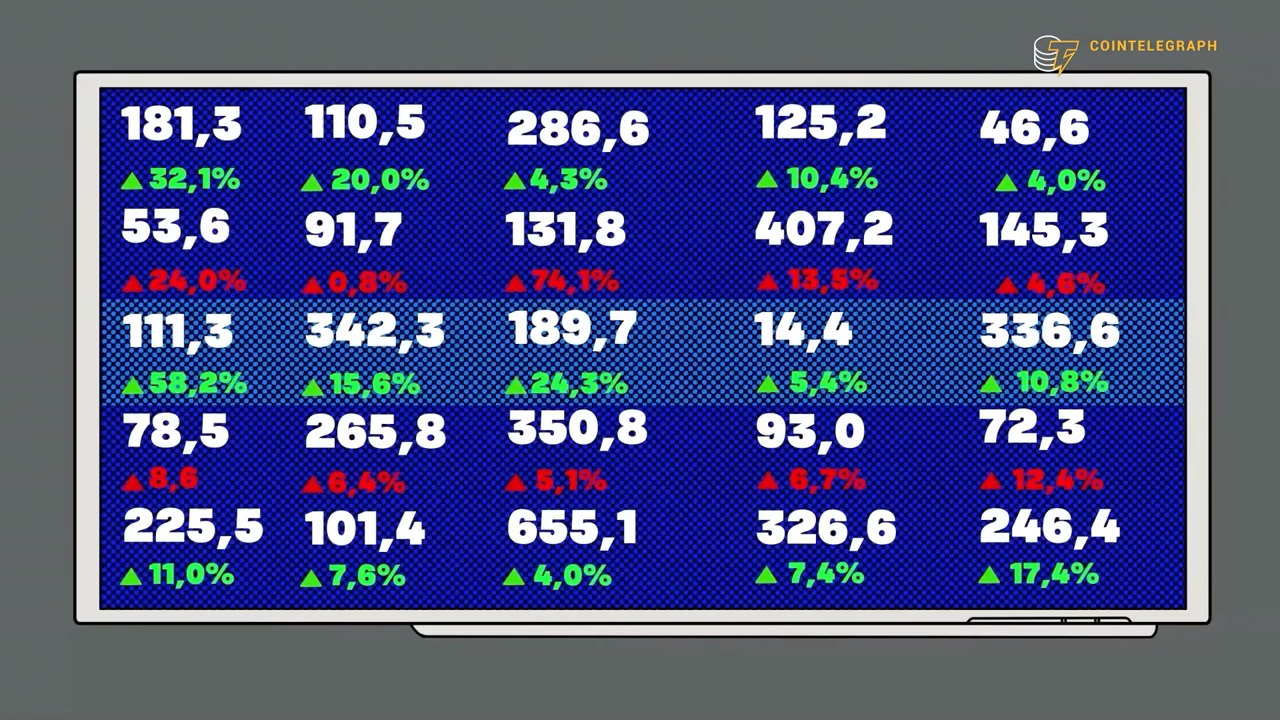 COINTELEGRAPH
181,3 110,5 286,6 125,2 46,6
32,1% 20,0% 4,3% 10,4% 4,0%
53,6 91,7 131,8 407,2 145,3
24,0% 0,8% 74,1% 13,5% 4,6%
111,3 342,3 189,7 14,4 336,6
58,2% 15,6% 24,3% 5,4% 10,8%
78,5 265,8 350,8 93,0 72,3
8,6 6,4% 5,1% 6,7% 12,4%
225,5 101,4 655,1 326,6 246,4
11,0% 7,6% 4,0% 7,4% 17,4%